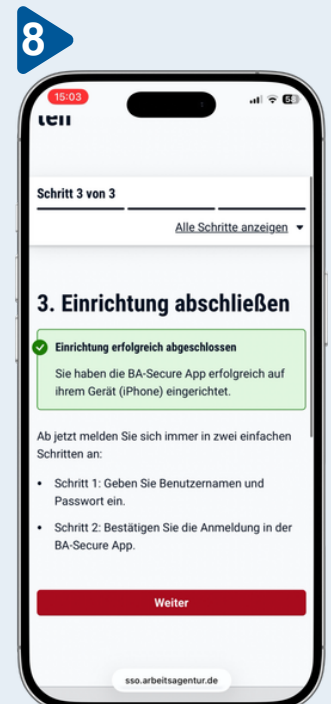 8
15:03
58
ten
Schritt 3 von 3
Alle Schritte anzeigen
3. Einrichtung abschließen
Einrichtung erfolgreich abgeschlossen
Sie haben die BA-Secure App erfolgreich auf
ihrem Gerät (iPhone) eingerichtet.
Ab jetzt melden Sie sich immer in zwei einfachen
Schritten an:
• Schritt 1: Geben Sie Benutzernamen und
Passwort ein.
• Schritt 2: Bestätigen Sie die Anmeldung in der
BA-Secure App.
Weiter
sso.arbeitsagentur.de